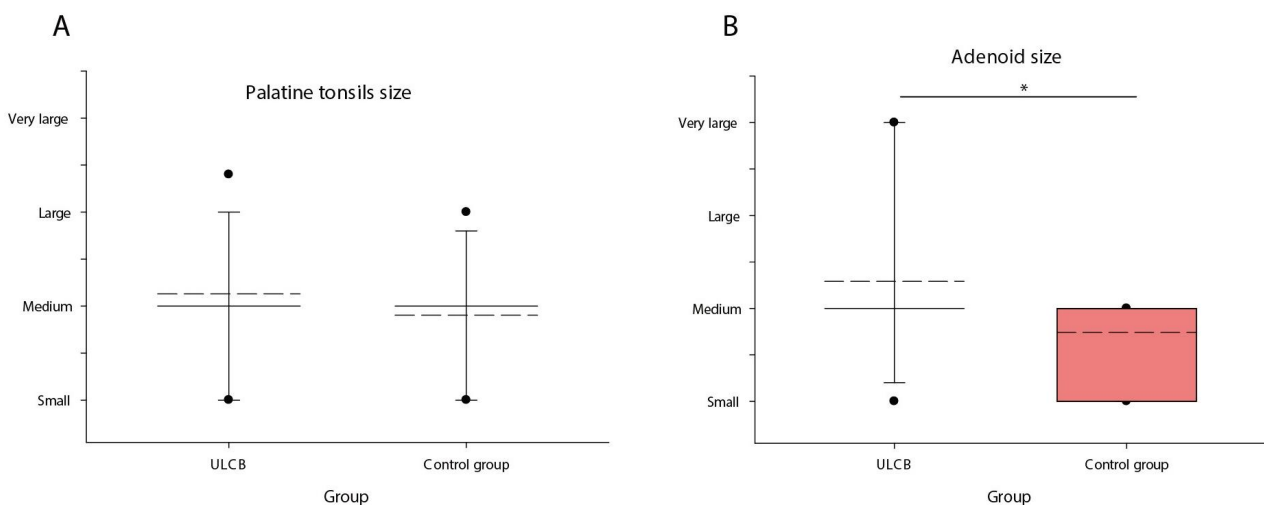 A
Palatine tonsils size
Very large
Large
Medium
Small
ULCB
Control group
Group
B
Adenoid size
*
Very large
Large
Medium
Small
ULCB
Control group
Group